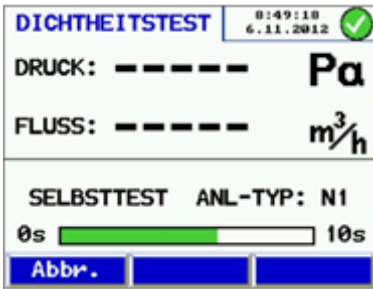 DICHTHEITSTEST 8:49:18
6.11.2012
DRUCK: ----- Pa
FLUSS: ----- m³/h
SELBSTTEST ANL-TYP: N1
0s 10s
Abbr.